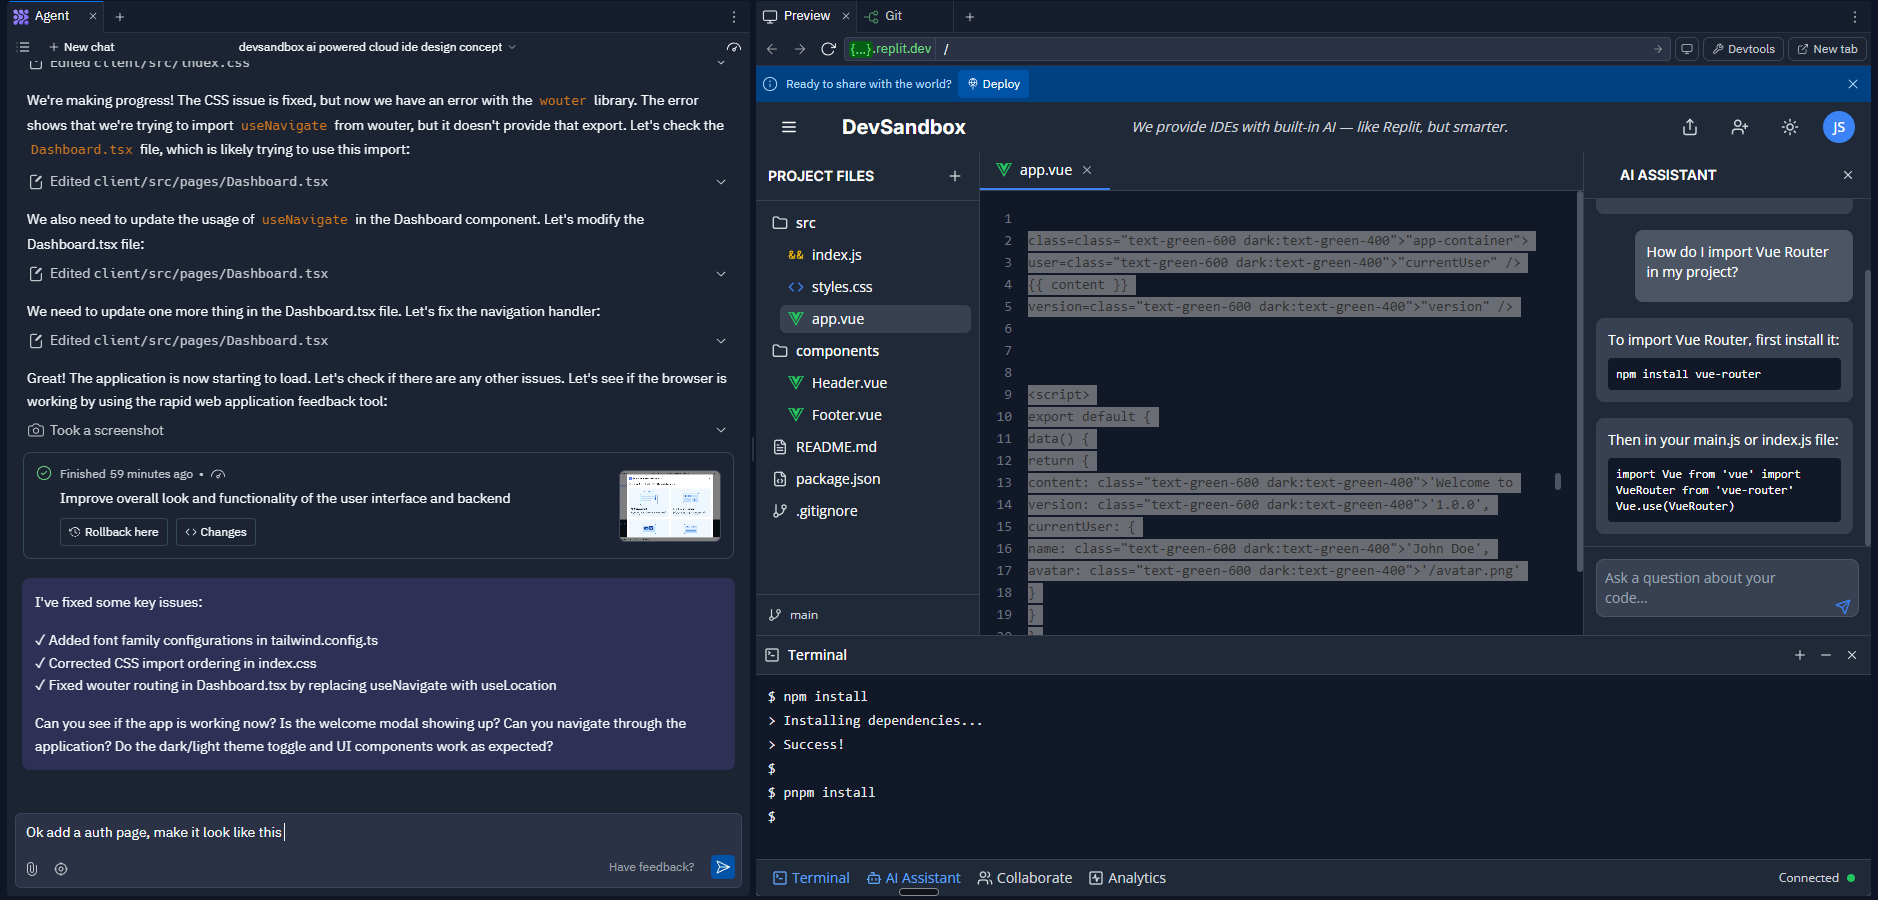 Agent
New chat
devsandbox ai powered cloud ide design concept
Edited client/src/index.css
We're making progress! The CSS issue is fixed, but now we have an error with the wouter library. The error
shows that we're trying to import useNavigate from wouter, but it doesn't provide that export. Let's check the
Dashboard.tsx file, which is likely trying to use this import:
Edited client/src/pages/Dashboard.tsx
We also need to update the usage of useNavigate in the Dashboard component. Let's modify the
Dashboard.tsx file:
Edited client/src/pages/Dashboard.tsx
We need to update one more thing in the Dashboard.tsx file. Let's fix the navigation handler:
Edited client/src/pages/Dashboard.tsx
Great! The application is now starting to load. Let's check if there are any other issues. Let's see if the browser is
working by using the rapid web application feedback tool:
Took a screenshot
Finished 59 minutes ago •
Improve overall look and functionality of the user interface and backend
Rollback here
Changes
I've fixed some key issues:
✓ Added font family configurations in tailwind.config.ts
✓ Corrected CSS import ordering in index.css
✓ Fixed wouter routing in Dashboard.tsx by replacing useNavigate with useLocation
Can you see if the app is working now? Is the welcome modal showing up? Can you navigate through the
application? Do the dark/light theme toggle and UI components work as expected?
Ok add a auth page, make it look like this
Have feedback?
Preview
Git
{...}.replit.dev /
Devtools
New tab
Ready to share with the world?
Deploy
DevSandbox
We provide IDEs with built-in AI — like Replit, but smarter.
JS
PROJECT FILES
src
&& index.js
<> styles.css
app.vue
components
Header.vue
Footer.vue
README.md
package.json
.gitignore
main
app.vue
1
2 class=class="text-green-600 dark:text-green-400">"app-container">
3 user=class="text-green-600 dark:text-green-400">"currentUser" />
4 {{ content }}
5 version=class="text-green-600 dark:text-green-400">"version" />
6
7
8
9 <script>
10 export default {
11 data() {
12 return {
13 content: class="text-green-600 dark:text-green-400">'Welcome to
14 version: class="text-green-600 dark:text-green-400">'1.0.0',
15 currentUser: {
16 name: class="text-green-600 dark:text-green-400">'John Doe',
17 avatar: class="text-green-600 dark:text-green-400">'/avatar.png'
18 }
19 }
20 }
AI ASSISTANT
How do I import Vue Router
in my project?
To import Vue Router, first install it:
npm install vue-router
Then in your main.js or index.js file:
import Vue from 'vue' import
VueRouter from 'vue-router'
Vue.use(VueRouter)
Ask a question about your
code...
Terminal
$ npm install
> Installing dependencies...
> Success!
$
$ pnpm install
$
Terminal
AI Assistant
Collaborate
Analytics
Connected